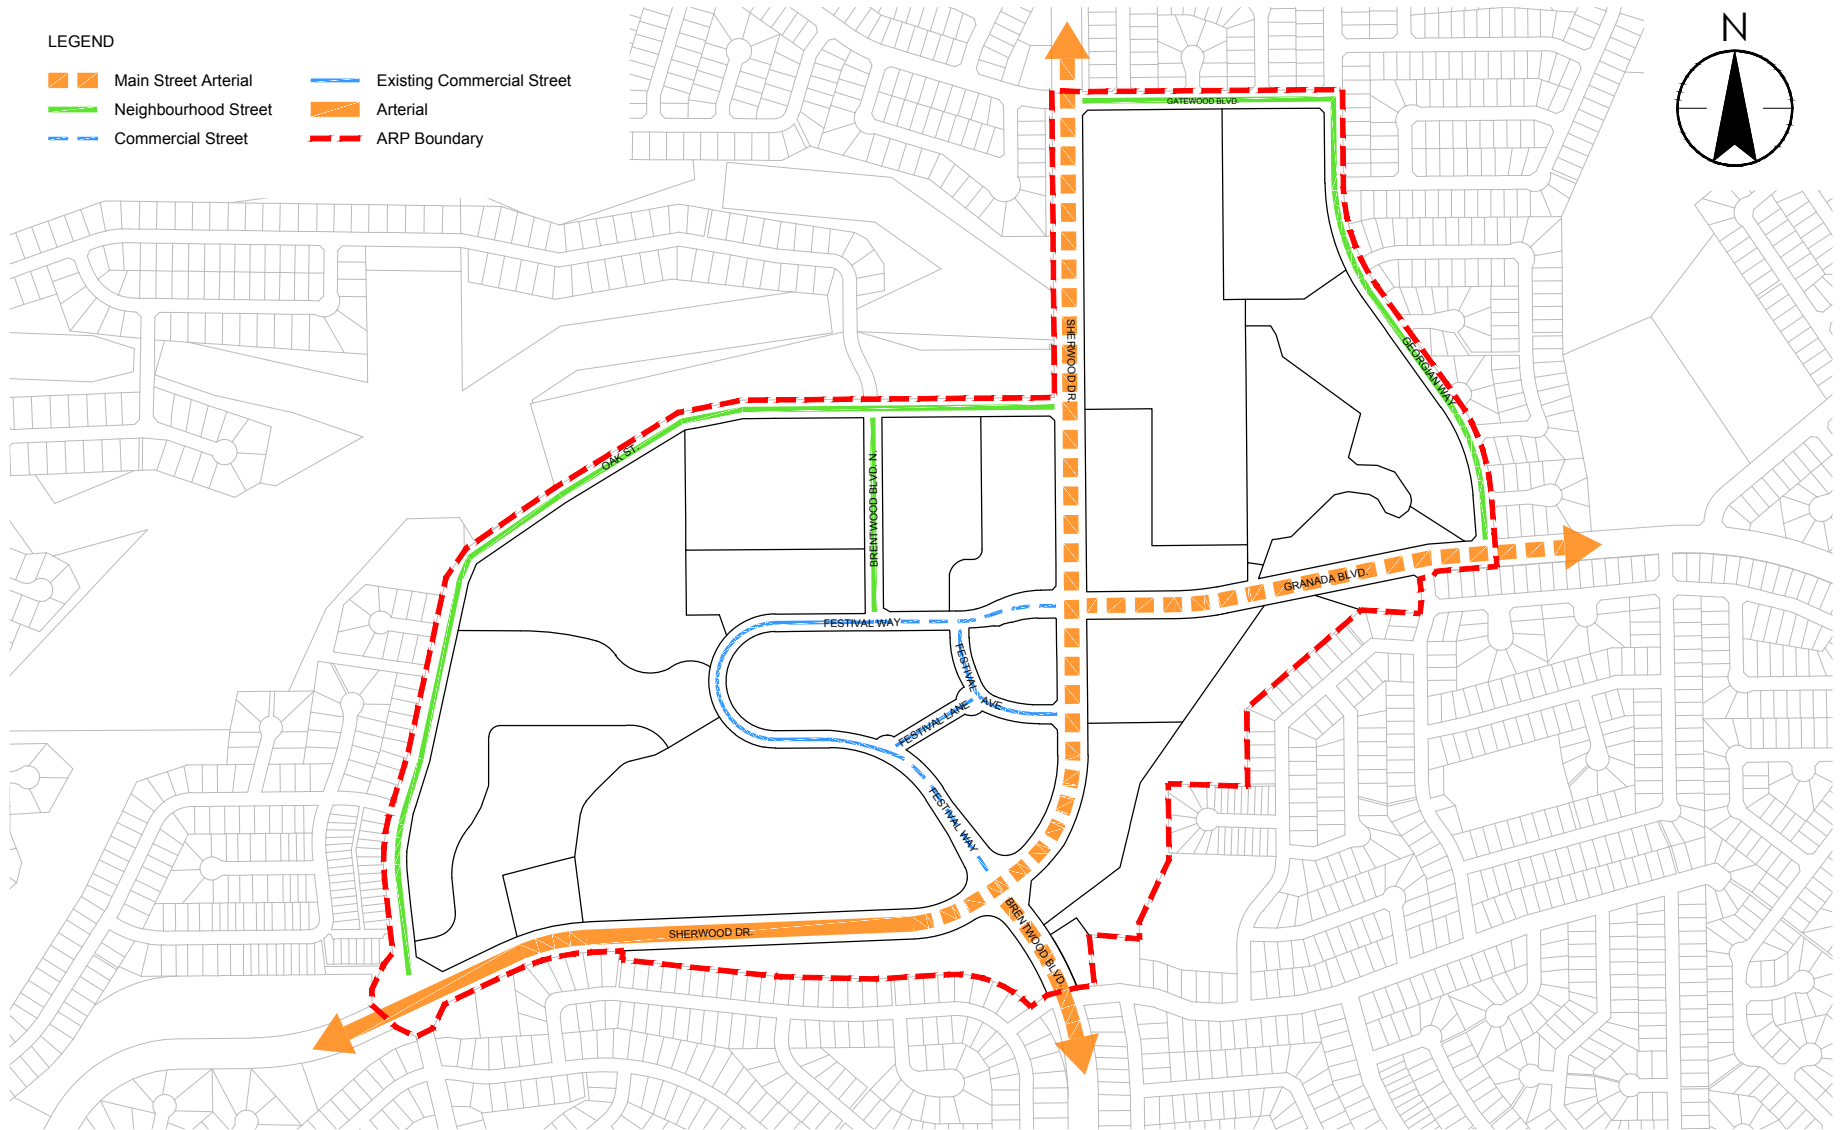 LEGEND
Main Street Arterial
Neighbourhood Street
Commercial Street
Existing Commercial Street
Arterial
ARP Boundary
N
GATEWOOD BLVD.
SHERWOOD DR.
GEORGIAN WAY
OAK ST.
BRENTWOOD BLVD. N.
GRANADA BLVD.
FESTIVAL WAY
FESTIVAL AVE
FESTIVAL LANE
FESTIVAL WAY
SHERWOOD DR.
BRENTWOOD BLVD.